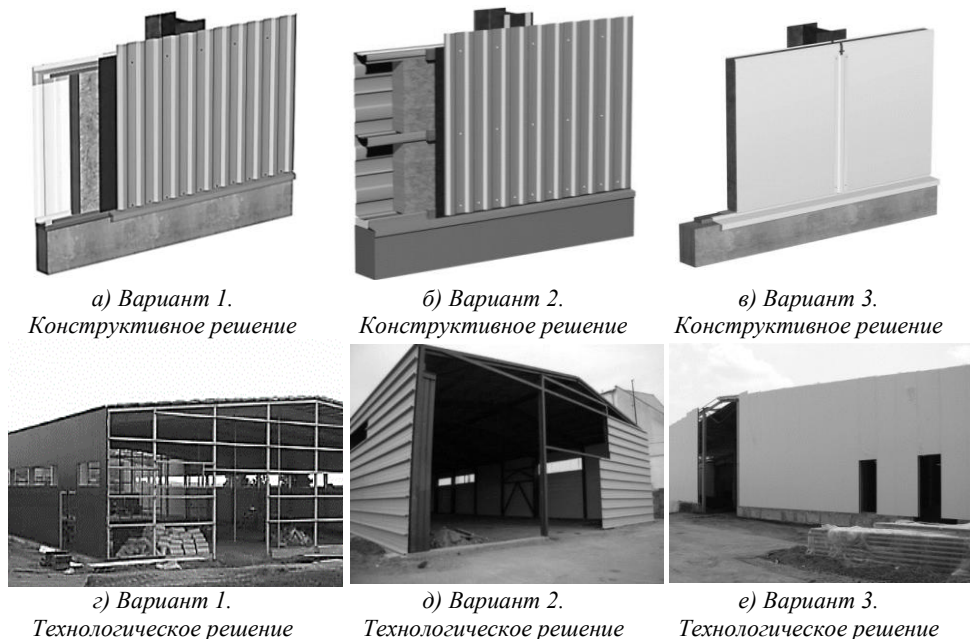 а) Вариант 1.
Конструктивное решение
б) Вариант 2.
Конструктивное решение
в) Вариант 3.
Конструктивное решение
г) Вариант 1.
Технологическое решение
д) Вариант 2.
Технологическое решение
е) Вариант 3.
Технологическое решение